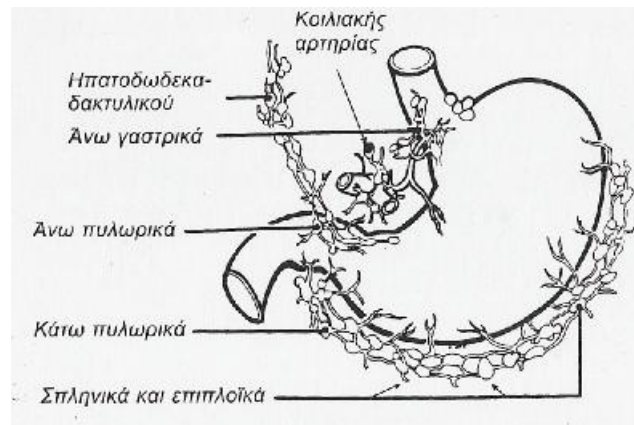 Κοιλιακής
αρτηρίας
Ηπατοδωδεκα-
δακτυλικού
Άνω γαστρικά
Άνω πυλωρικά
Κάτω πυλωρικά
Σπληνικά και επιπλοϊκά